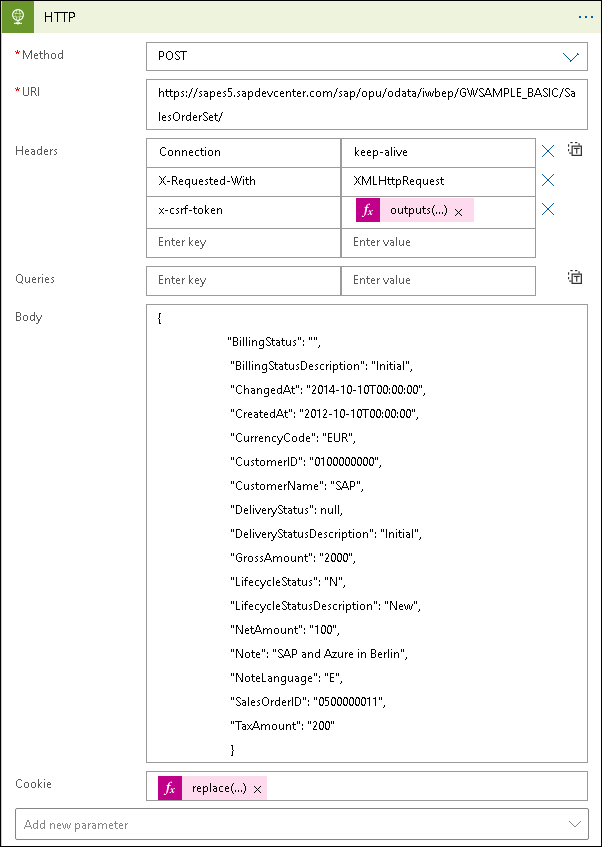 HTTP ...
*Method POST
*URI https://sapes5.sapdevcenter.com/sap/opu/odata/iwbep/GWSAMPLE_BASIC/Sa
lesOrderSet/
Headers Connection keep-alive
X-Requested-With XMLHttpRequest
x-csrf-token fx outputs(...) ×
Enter key Enter value
Queries Enter key Enter value
Body {
"BillingStatus": "",
"BillingStatusDescription": "Initial",
"ChangedAt": "2014-10-10T00:00:00",
"CreatedAt": "2012-10-10T00:00:00",
"CurrencyCode": "EUR",
"CustomerID": "0100000000",
"CustomerName": "SAP",
"DeliveryStatus": null,
"DeliveryStatusDescription": "Initial",
"GrossAmount": "2000",
"LifecycleStatus": "N",
"LifecycleStatusDescription": "New",
"NetAmount": "100",
"Note": "SAP and Azure in Berlin",
"NoteLanguage": "E",
"SalesOrderID": "0500000011",
"TaxAmount": "200"
}
Cookie fx replace(...) ×
Add new parameter